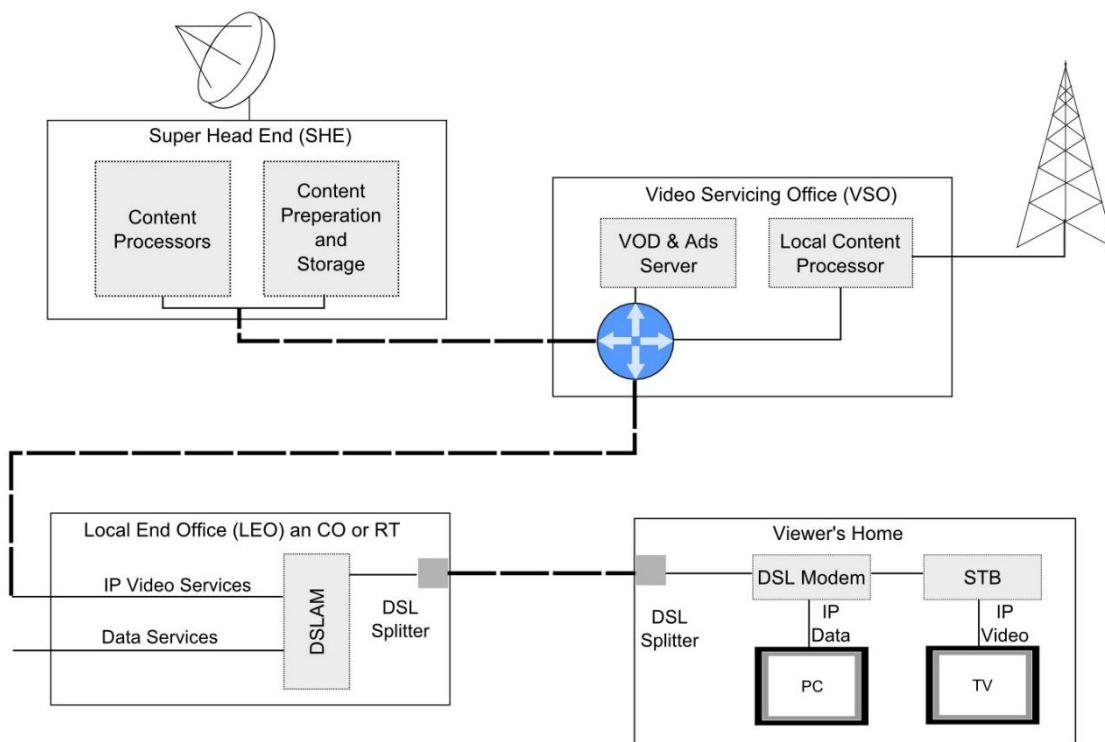 Super Head End (SHE)
Content
Processors
Content
Preperation
and
Storage
Video Servicing Office (VSO)
VOD & Ads
Server
Local Content
Processor
Local End Office (LEO) an CO or RT
IP Video Services
Data Services
DSLAM
DSL
Splitter
Viewer's Home
DSL
Splitter
DSL Modem
STB
IP
Data
IP
Video
PC
TV